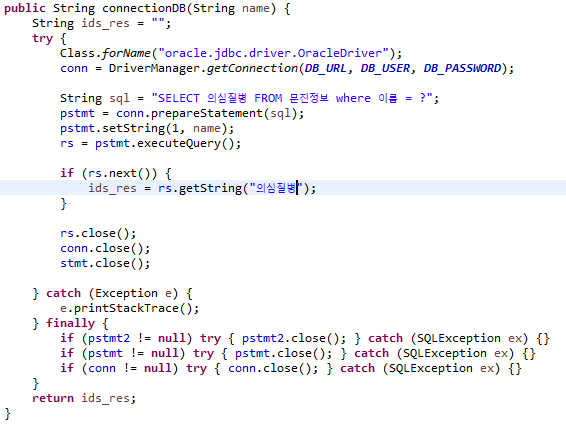 public String connectionDB(String name) {
String ids_res = "";
try {
Class.forName("oracle.jdbc.driver.OracleDriver");
conn = DriverManager.getConnection(DB_URL, DB_USER, DB_PASSWORD);
String sql = "SELECT 의심질병 FROM 문진정보 where 이름 = ?";
pstmt = conn.prepareStatement(sql);
pstmt.setString(1, name);
rs = pstmt.executeQuery();
if (rs.next()) {
ids_res = rs.getString("의심질병");
}
rs.close();
conn.close();
stmt.close();
} catch (Exception e) {
e.printStackTrace();
} finally {
if (pstmt2 != null) try { pstmt2.close(); } catch (SQLException ex) {}
if (pstmt != null) try { pstmt.close(); } catch (SQLException ex) {}
if (conn != null) try { conn.close(); } catch (SQLException ex) {}
}
return ids_res;
}